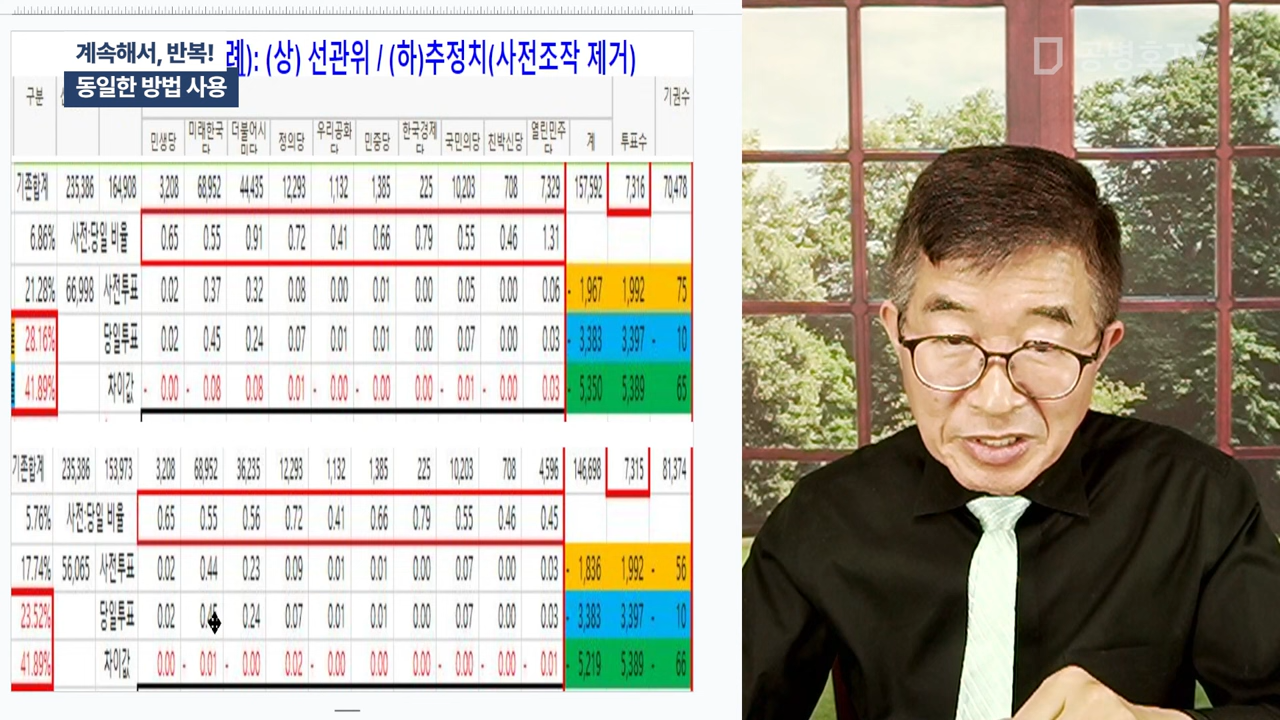 계속해서, 반복!
동일한 방법 사용
례): (상) 선관위 / (하)추정치(사전조작 제거)
구분 기권수
민생당 미래한국당 더불어시민당 정의당 우리공화당 민중당 한국경제당 국민의당 친박신당 열린민주당 계 투표수
기존합계 235,386 164,908 3,208 68,952 44,435 12,293 1,132 1,385 225 10,203 708 7,329 157,592 7,316 70,478
6.86% 사전:당일 비율 0.65 0.55 0.91 0.72 0.41 0.66 0.79 0.55 0.46 1.31
21.28% 66,998 사전투표 0.02 0.37 0.32 0.08 0.00 0.01 0.00 0.05 0.00 0.06 - 1,967 1,992 75
28.16% 당일투표 0.02 0.45 0.24 0.07 0.01 0.01 0.00 0.07 0.00 0.03 - 3,383 3,397 - 10
41.89% 차이값 - 0.00 - 0.08 0.08 0.01 - 0.00 - 0.00 - 0.00 - 0.01 - 0.00 0.03 - 5,350 5,389 65
기존합계 235,386 153,973 3,208 68,952 36,235 12,293 1,132 1,385 225 10,203 708 4,596 146,698 7,315 81,374
5.76% 사전:당일 비율 0.65 0.55 0.56 0.72 0.41 0.66 0.79 0.55 0.46 0.45
17.74% 56,065 사전투표 0.02 0.44 0.23 0.09 0.01 0.01 0.00 0.07 0.00 0.03 - 1,836 1,992 - 56
23.52% 당일투표 0.02 0.45 0.24 0.07 0.01 0.01 0.00 0.07 0.00 0.03 - 3,383 3,397 - 10
41.89% 차이값 0.00 - 0.01 - 0.00 0.02 - 0.00 0.00 0.00 0.00 - 0.00 - 0.01 - 5,219 5,389 - 66
공병호TV